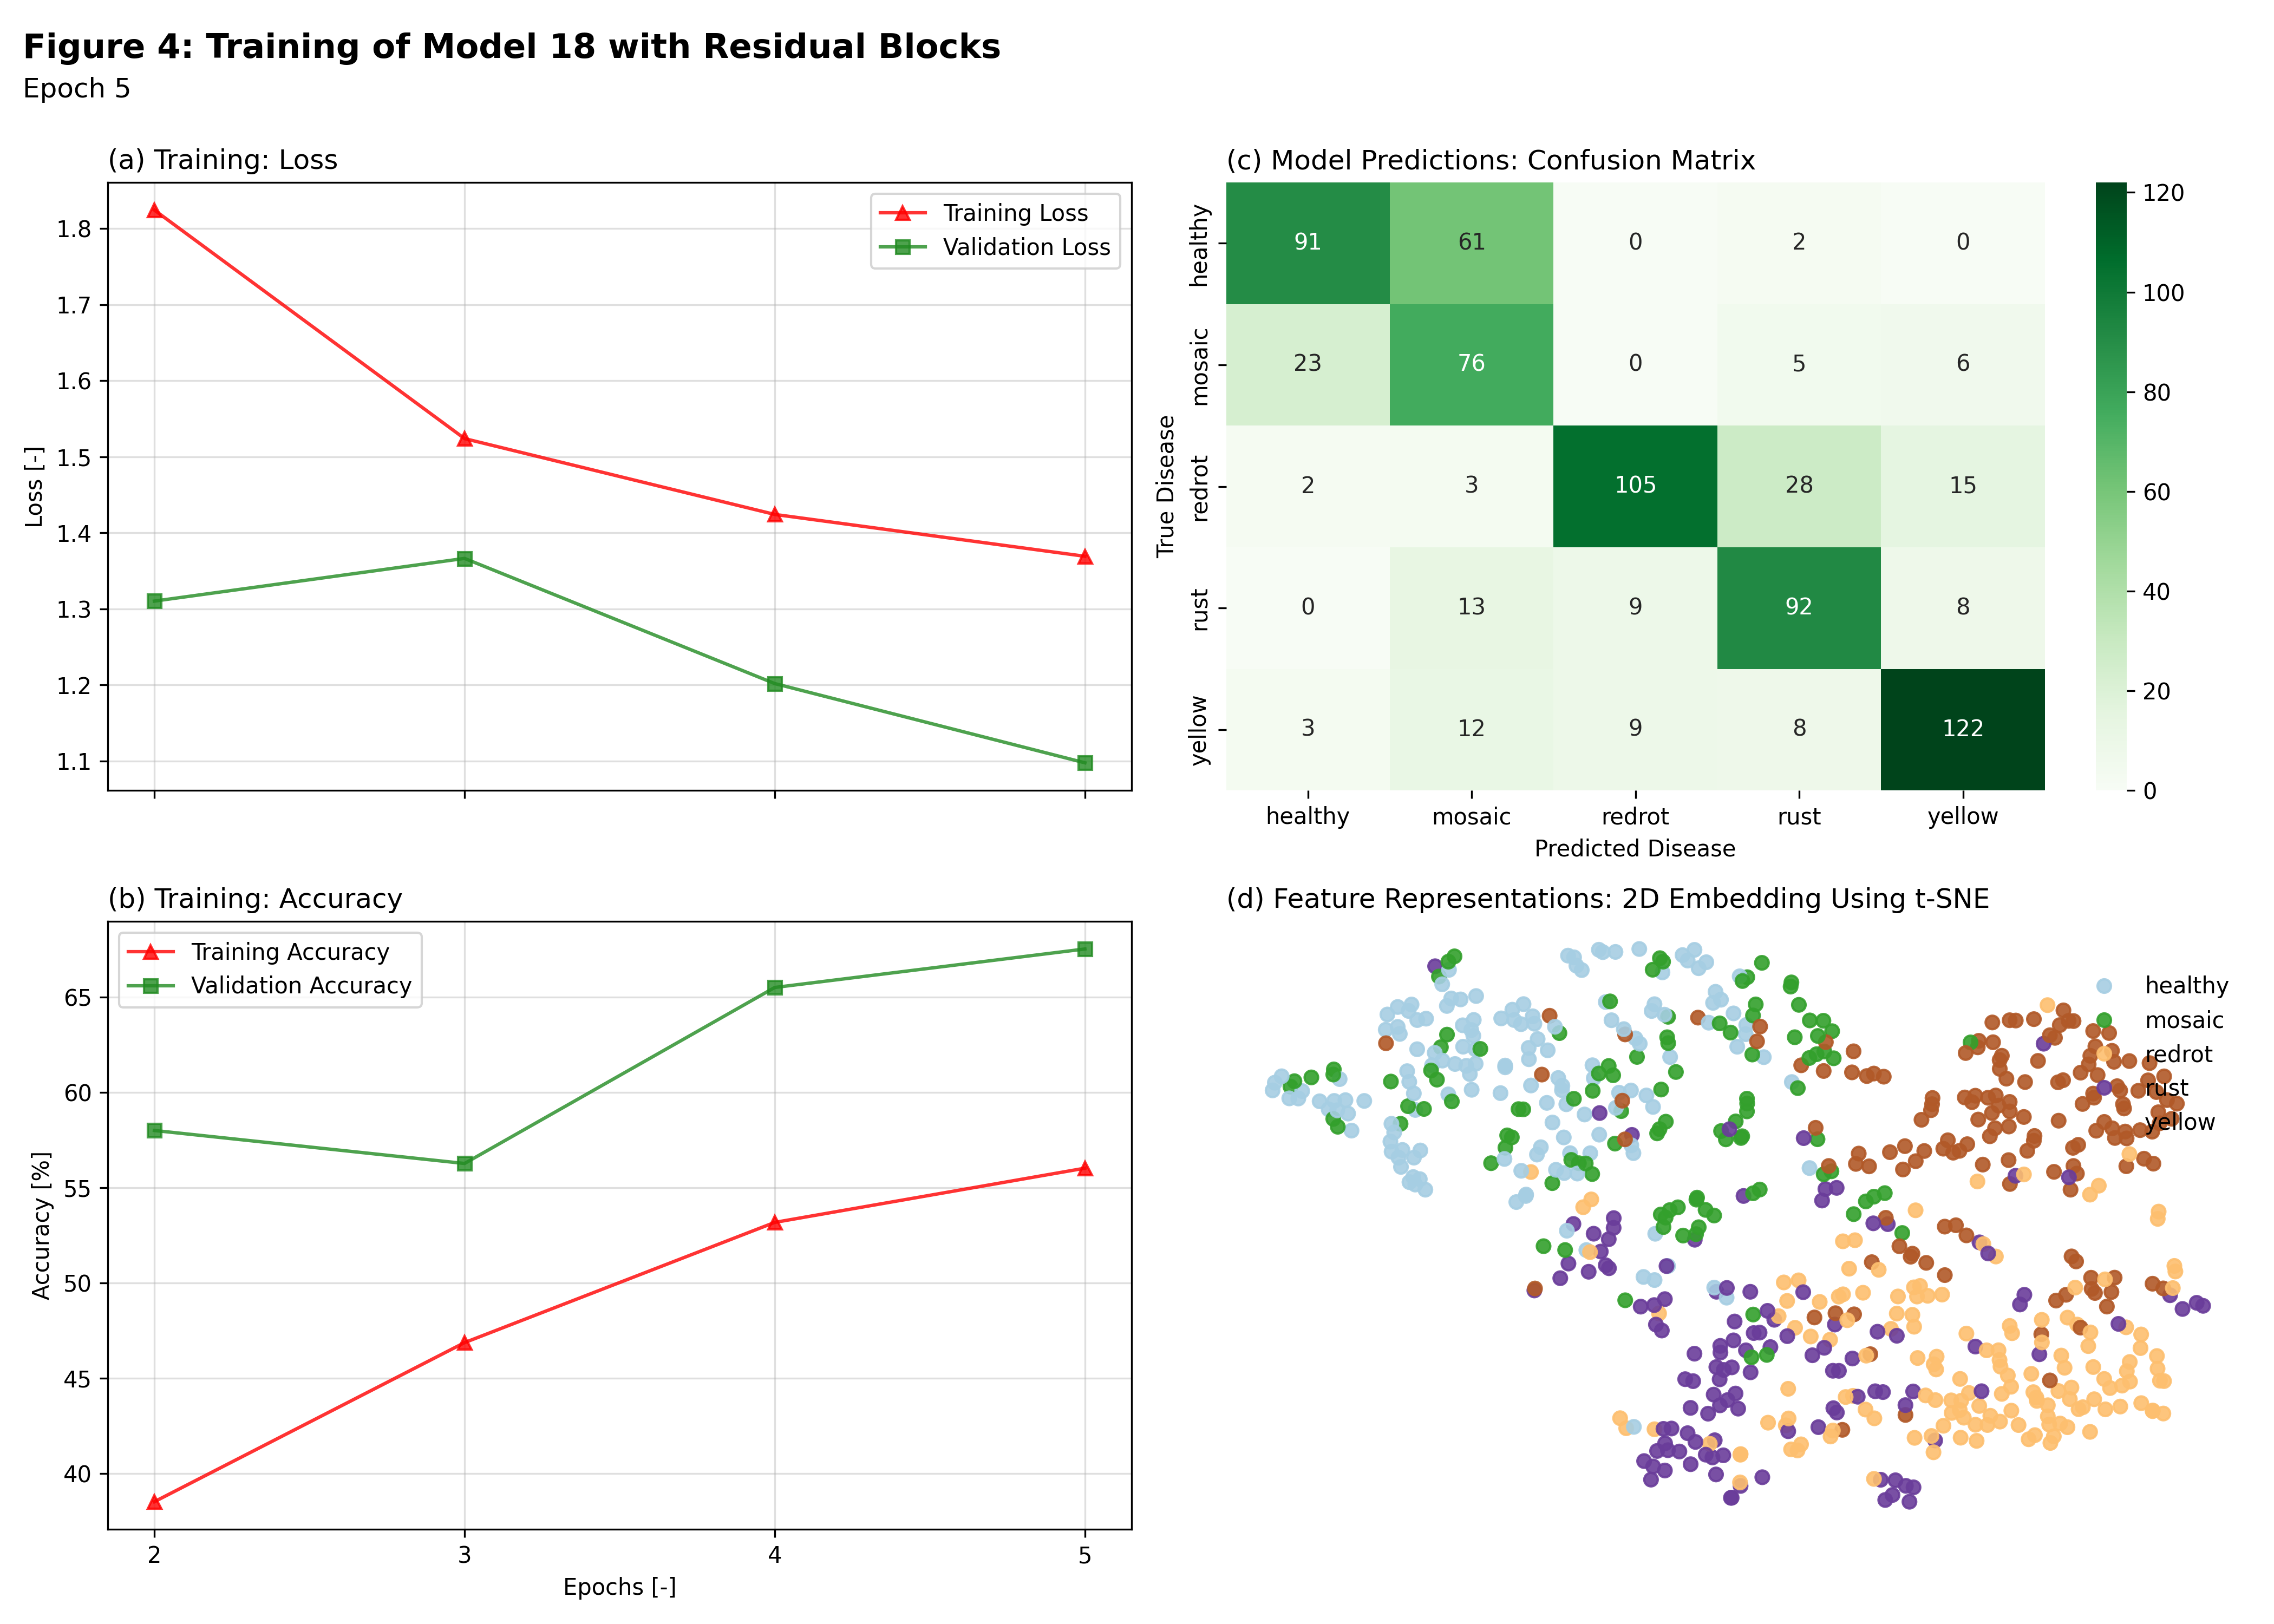 Figure 4: Training of Model 18 with Residual Blocks
Epoch 5
(a) Training: Loss
Training Loss
Validation Loss
1.8
1.7
1.6
1.5
1.4
1.3
1.2
1.1
Loss [-]
(b) Training: Accuracy
Training Accuracy
Validation Accuracy
65
60
55
50
45
40
Accuracy [%]
2 3 4 5
Epochs [-]
(c) Model Predictions: Confusion Matrix
True Disease
healthy 91 61 0 2 0
mosaic 23 76 0 5 6
redrot 2 3 105 28 15
rust 0 13 9 92 8
yellow 3 12 9 8 122
healthy mosaic redrot rust yellow
Predicted Disease
120
100
80
60
40
20
0
(d) Feature Representations: 2D Embedding Using t-SNE
healthy
mosaic
redrot
rust
yellow